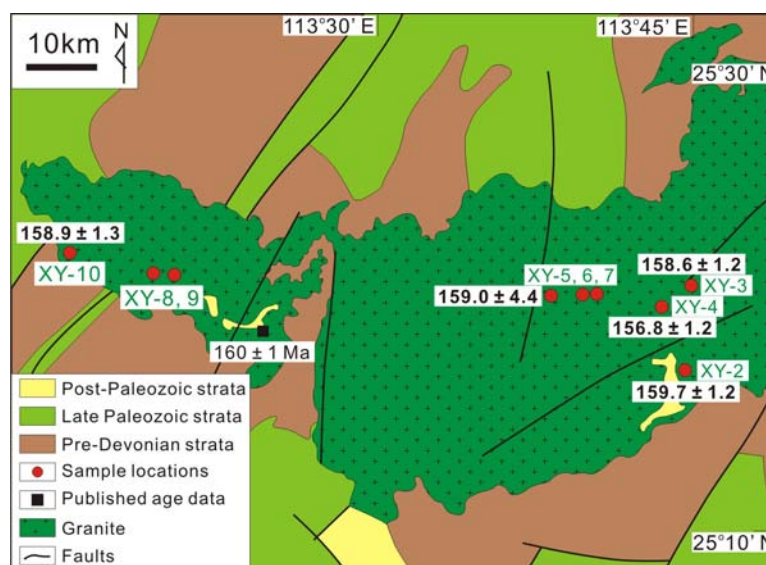 113°30’ E
113°45’ E
10km
N
25°30’ N
158.9 ± 1.3
XY-10
XY-8, 9
160 ± 1 Ma
XY-5, 6, 7
159.0 ± 4.4
158.6 ± 1.2
XY-3
XY-4
156.8 ± 1.2
XY-2
159.7 ± 1.2
Post-Paleozoic strata
Late Paleozoic strata
Pre-Devonian strata
Sample locations
Published age data
Granite
Faults
25°10’ N